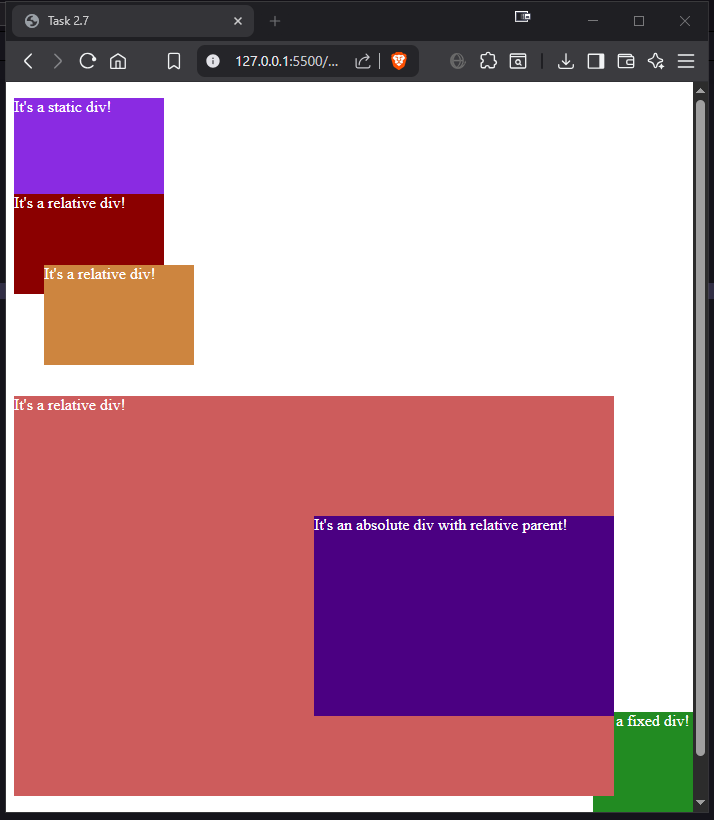 Task 2.7
127.0.0.1:5500/...
It's a static div!
It's a relative div!
It's a relative div!
It's a relative div!
It's an absolute div with relative parent!
a fixed div!